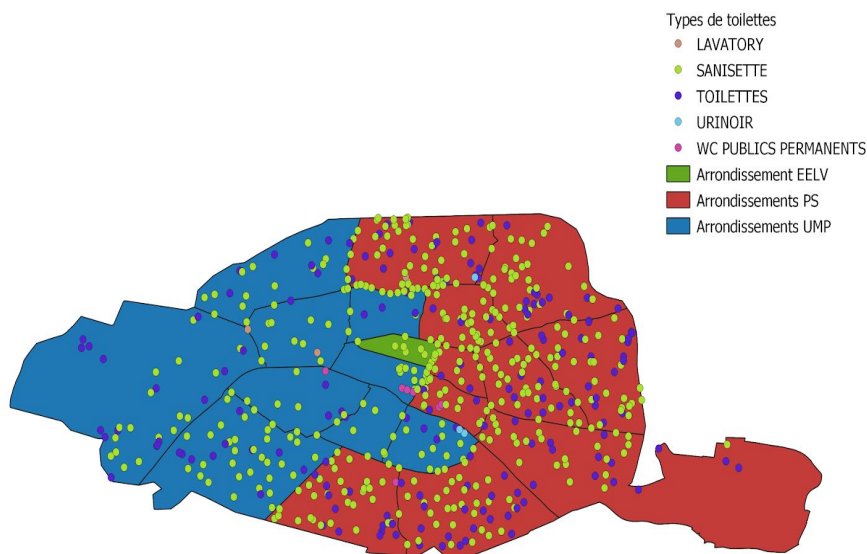 Types de toilettes
LAVATORY
SANISETTE
TOILETTES
URINOIR
WC PUBLICS PERMANENTS
Arrondissement EELV
Arrondissements PS
Arrondissements UMP